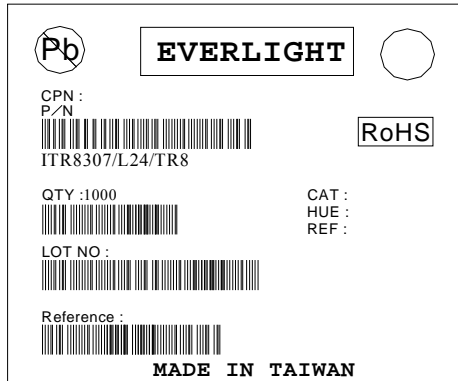 Pb
EVERLIGHT
CPN :
P/N
RoHS
ITR8307/L24/TR8
QTY :1000
CAT :
HUE :
REF :
LOT NO :
Reference :
MADE IN TAIWAN